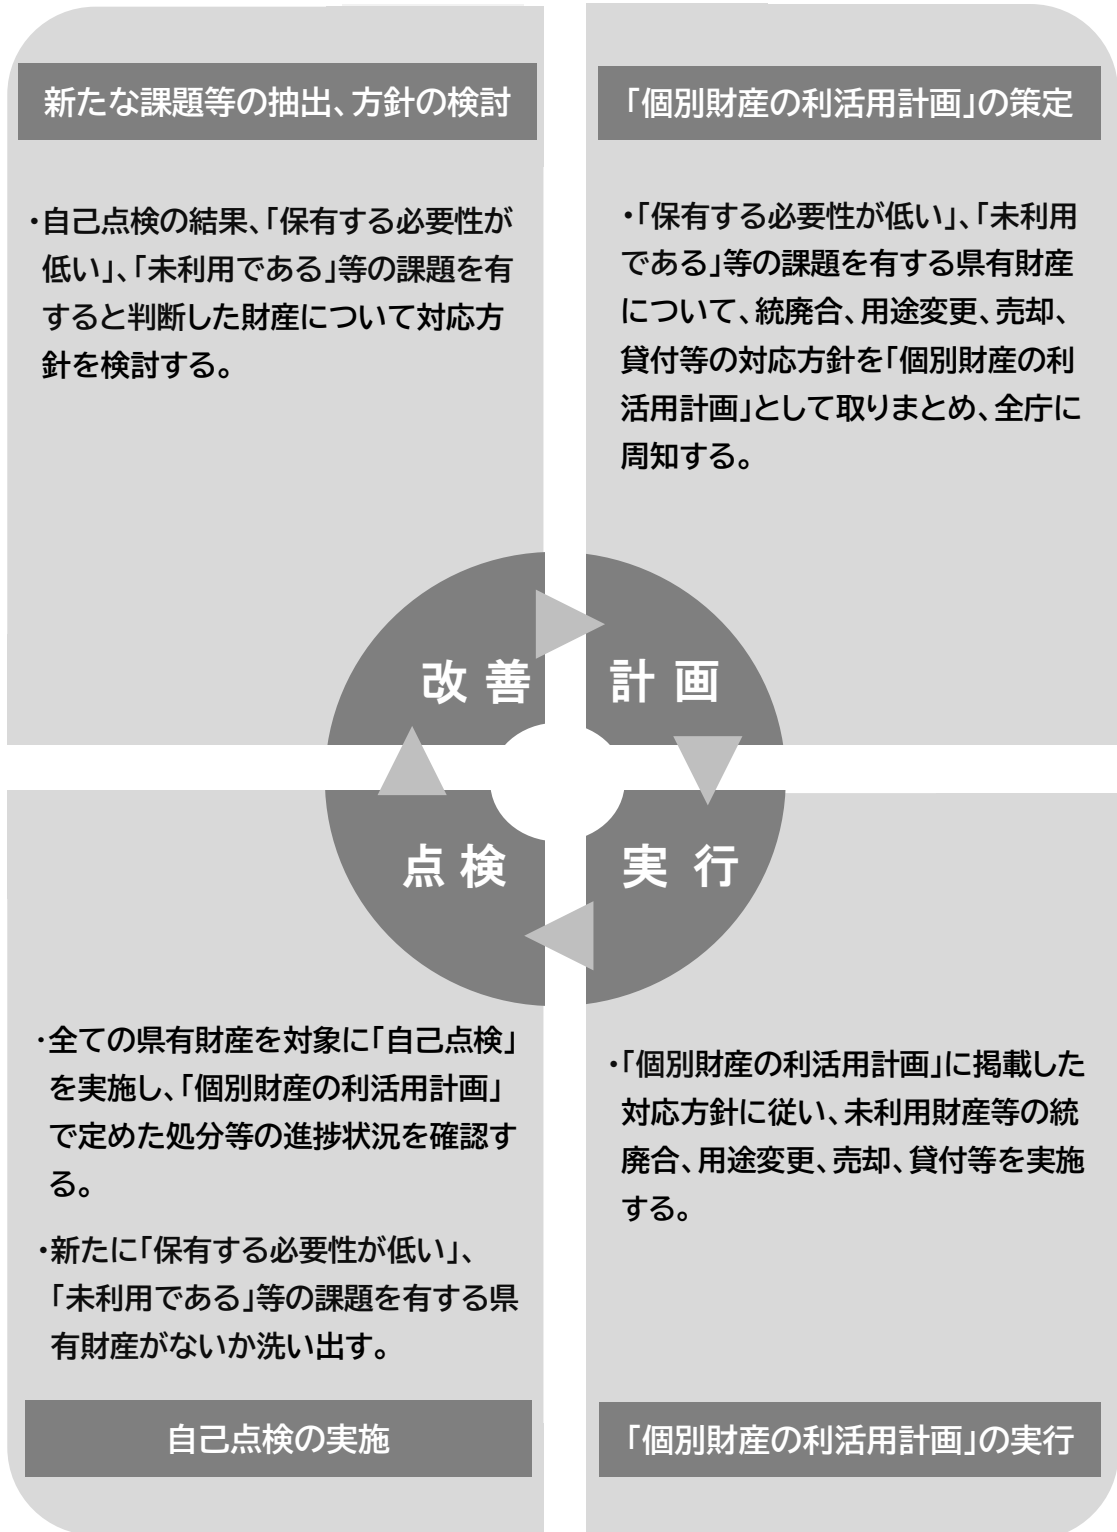 新たな課題等の抽出、方針の検討
・自己点検の結果、「保有する必要性が
低い」、「未利用である」等の課題を有
すると判断した財産について対応方
針を検討する。
「個別財産の利活用計画」の策定
・「保有する必要性が低い」、「未利用
である」等の課題を有する県有財産
について、統廃合、用途変更、売却、
貸付等の対応方針を「個別財産の利
活用計画」として取りまとめ、全庁に
周知する。
改善
計画
点検
実行
・全ての県有財産を対象に「自己点検」
を実施し、「個別財産の利活用計画」
で定めた処分等の進捗状況を確認す
る。
・新たに「保有する必要性が低い」、
「未利用である」等の課題を有する県
有財産がないか洗い出す。
自己点検の実施
・「個別財産の利活用計画」に掲載した
対応方針に従い、未利用財産等の統
廃合、用途変更、売却、貸付等を実施
する。
「個別財産の利活用計画」の実行